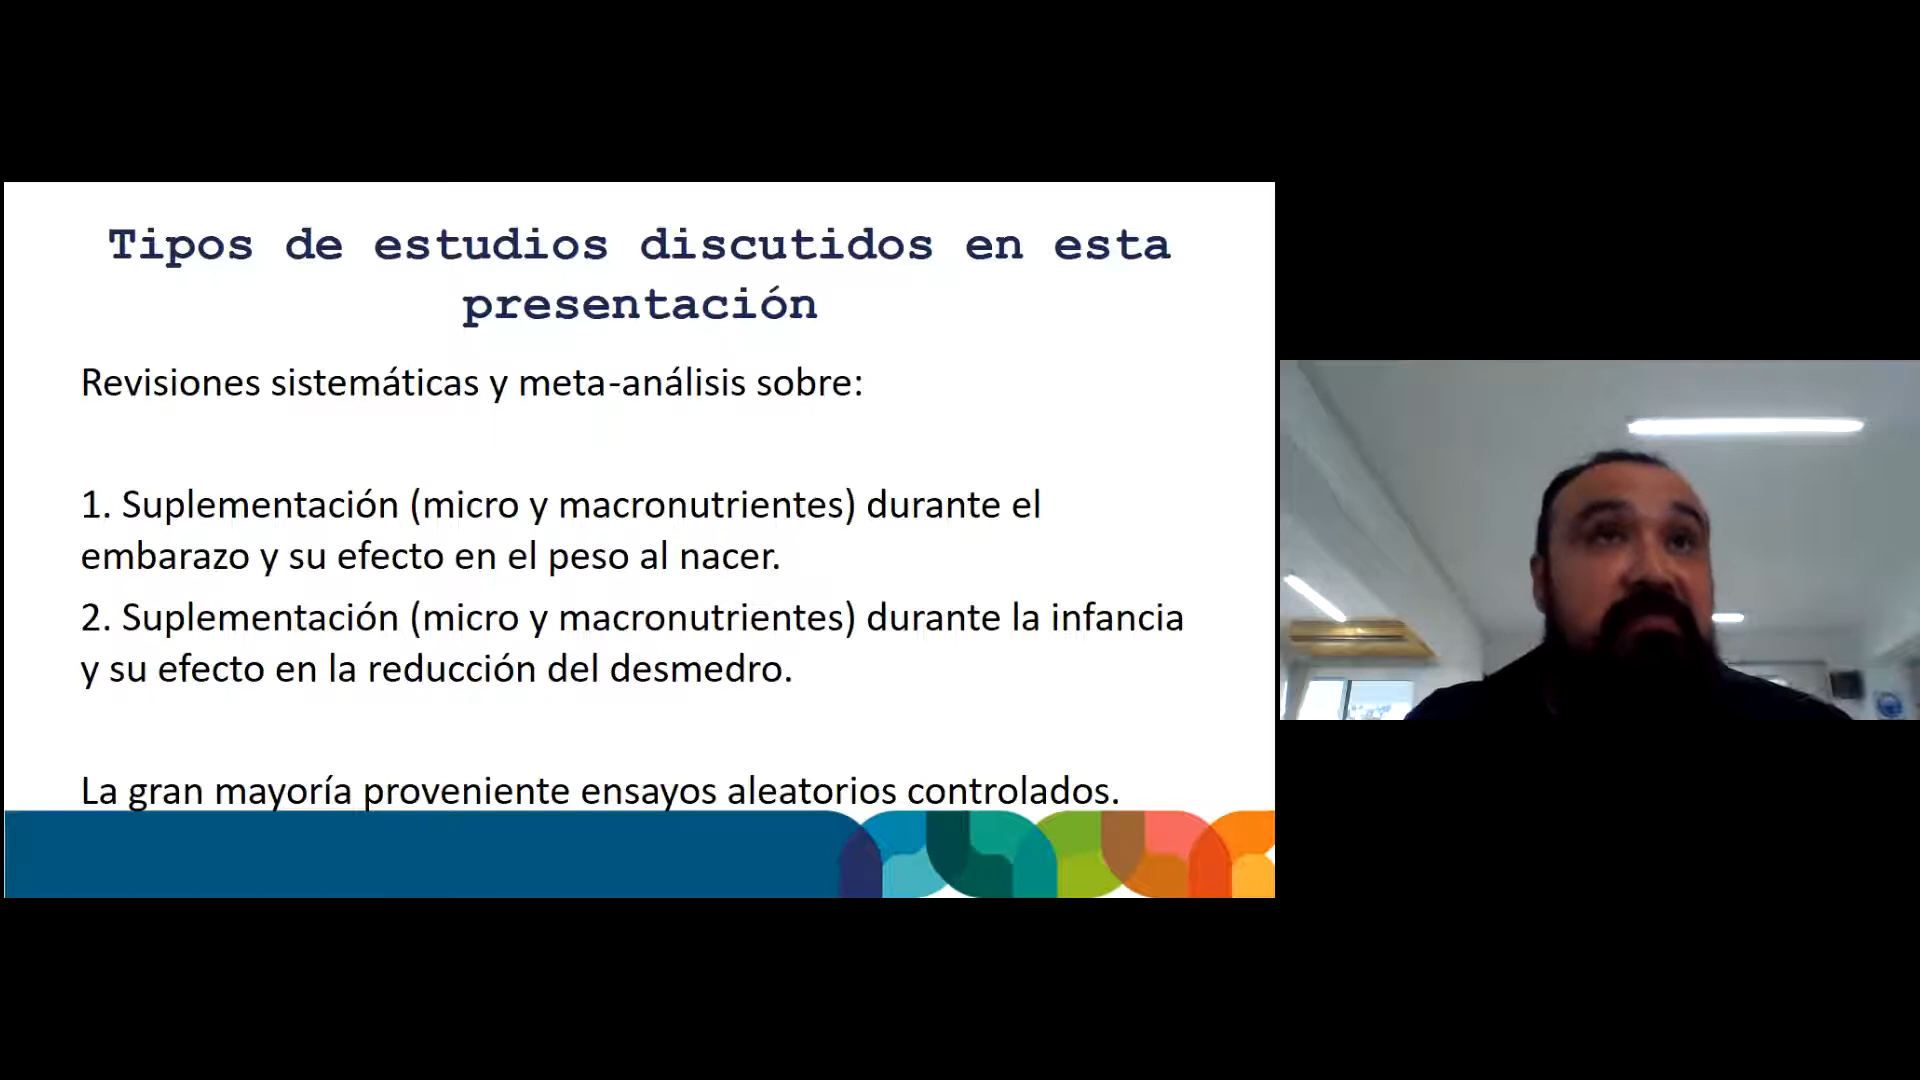 Tipos de estudios discutidos en esta
presentación
Revisiones sistemáticas y meta-análisis sobre:
1. Suplementación (micro y macronutrientes) durante el
embarazo y su efecto en el peso al nacer.
2. Suplementación (micro y macronutrientes) durante la infancia
y su efecto en la reducción del desmedro.
La gran mayoría proveniente ensayos aleatorios controlados.